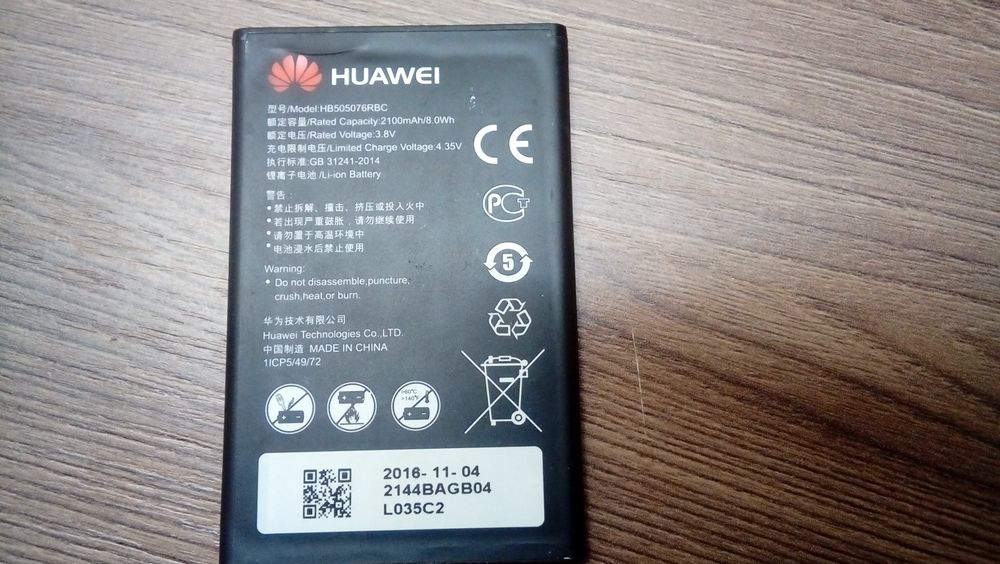 HUAWEI
型号/Model:HB505076RBC
额定容量/Rated Capacity:2100mAh/8.0Wh
额定电压/Rated Voltage:3.8V
充电限制电压/Limited Charge Voltage:4.35V
执行标准:GB 31241-2014
锂离子电池/Li-ion Battery
CE
PCT
警告:
•禁止拆解、撞击、挤压或投入火中
•若出现严重鼓胀，请勿继续使用
•请勿置于高温环境中
•电池浸水后禁止使用
5
Warning:
• Do not disassemble,puncture,
crush,heat,or burn.
华为技术有限公司
Huawei Technologies Co.,LTD.
中国制造 MADE IN CHINA
1ICP5/49/72
>60℃
>140℉
2016- 11- 04
2144BAGB04
L035C2